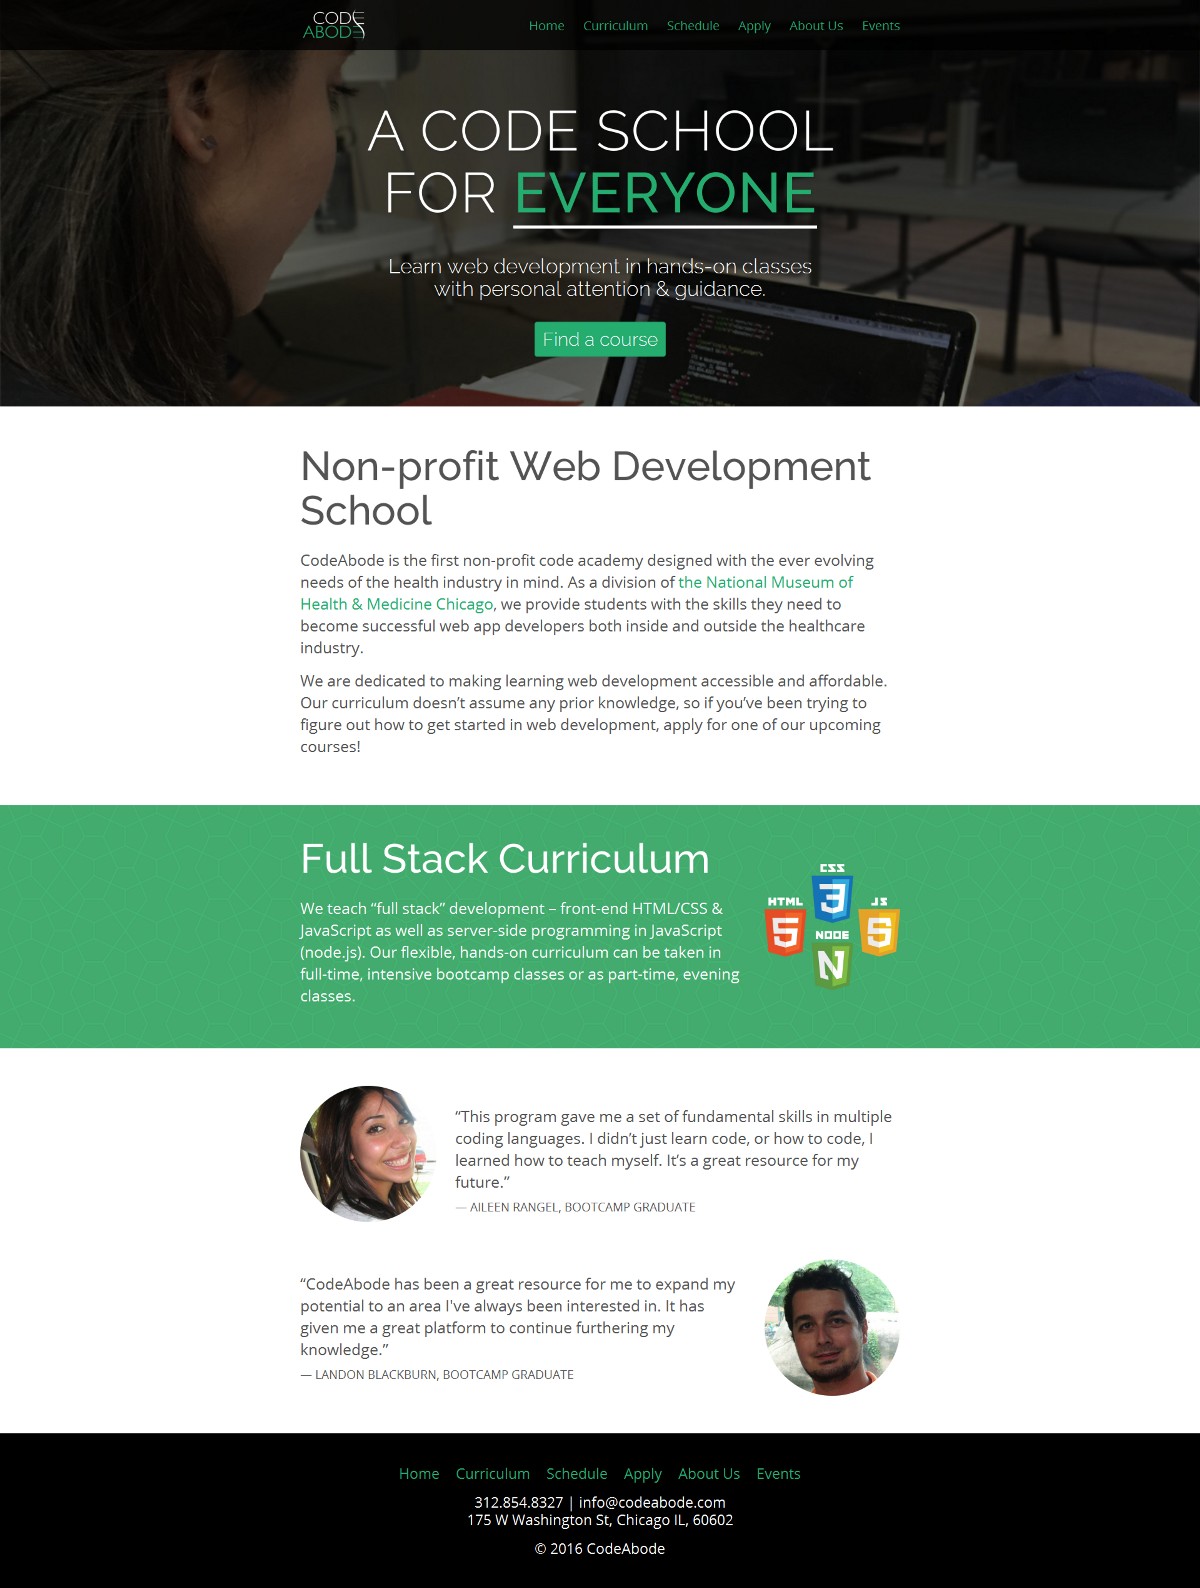 CODE
ABODE
Home Curriculum Schedule Apply About Us Events
A CODE SCHOOL
FOR EVERYONE
Learn web development in hands-on classes
with personal attention & guidance.
Find a course
Non-profit Web Development
School
CodeAbode is the first non-profit code academy designed with the ever evolving
needs of the health industry in mind. As a division of the National Museum of
Health & Medicine Chicago, we provide students with the skills they need to
become successful web app developers both inside and outside the healthcare
industry.
We are dedicated to making learning web development accessible and affordable.
Our curriculum doesn’t assume any prior knowledge, so if you’ve been trying to
figure out how to get started in web development, apply for one of our upcoming
courses!
Full Stack Curriculum
We teach “full stack” development – front-end HTML/CSS &
JavaScript as well as server-side programming in JavaScript
(node.js). Our flexible, hands-on curriculum can be taken in
full-time, intensive bootcamp classes or as part-time, evening
classes.
CSS
3
HTML
5
JS
5
NODE
N
“This program gave me a set of fundamental skills in multiple
coding languages. I didn’t just learn code, or how to code, I
learned how to teach myself. It’s a great resource for my
future.”
— AILEEN RANGEL, BOOTCAMP GRADUATE
“CodeAbode has been a great resource for me to expand my
potential to an area I've always been interested in. It has
given me a great platform to continue furthering my
knowledge.”
— LANDON BLACKBURN, BOOTCAMP GRADUATE
Home Curriculum Schedule Apply About Us Events
312.854.8327 | info@codeabode.com
175 W Washington St, Chicago IL, 60602
© 2016 CodeAbode